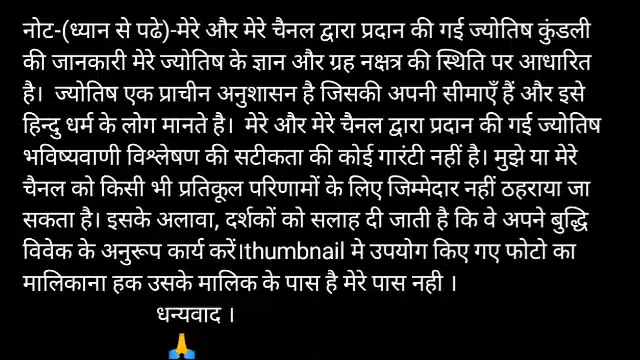 नोट-(ध्यान से पढे)-मेरे और मेरे चैनल द्वारा प्रदान की गई ज्योतिष कुंडली
की जानकारी मेरे ज्योतिष के ज्ञान और ग्रह नक्षत्र की स्थिति पर आधारित
है। ज्योतिष एक प्राचीन अनुशासन है जिसकी अपनी सीमाएँ हैं और इसे
हिन्दु धर्म के लोग मानते है। मेरे और मेरे चैनल द्वारा प्रदान की गई ज्योतिष
भविष्यवाणी विश्लेषण की सटीकता की कोई गारंटी नहीं है। मुझे या मेरे
चैनल को किसी भी प्रतिकूल परिणामों के लिए जिम्मेदार नहीं ठहराया जा
सकता है। इसके अलावा, दर्शकों को सलाह दी जाती है कि वे अपने बुद्धि
विवेक के अनुरूप कार्य करें।thumbnail मे उपयोग किए गए फोटो का
मालिकाना हक उसके मालिक के पास है मेरे पास नही ।
धन्यवाद ।
🙏